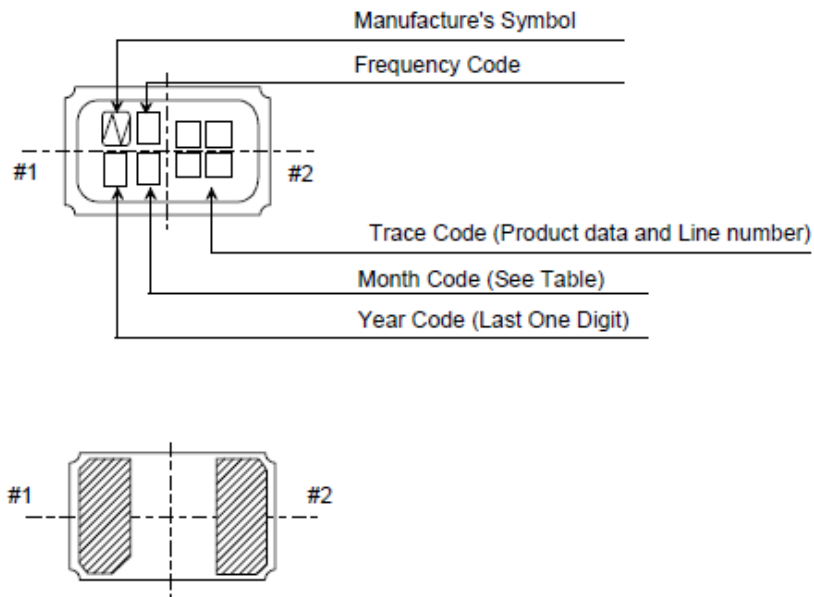 Manufacture's Symbol
Frequency Code
#1
#2
Trace Code (Product data and Line number)
Month Code (See Table)
Year Code (Last One Digit)
#1
#2